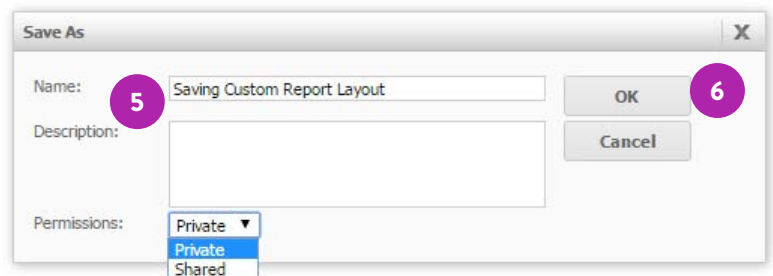 Save As X
Name: Saving Custom Report Layout OK
5 6
Description: Cancel
Permissions: Private ▼
Private
Shared